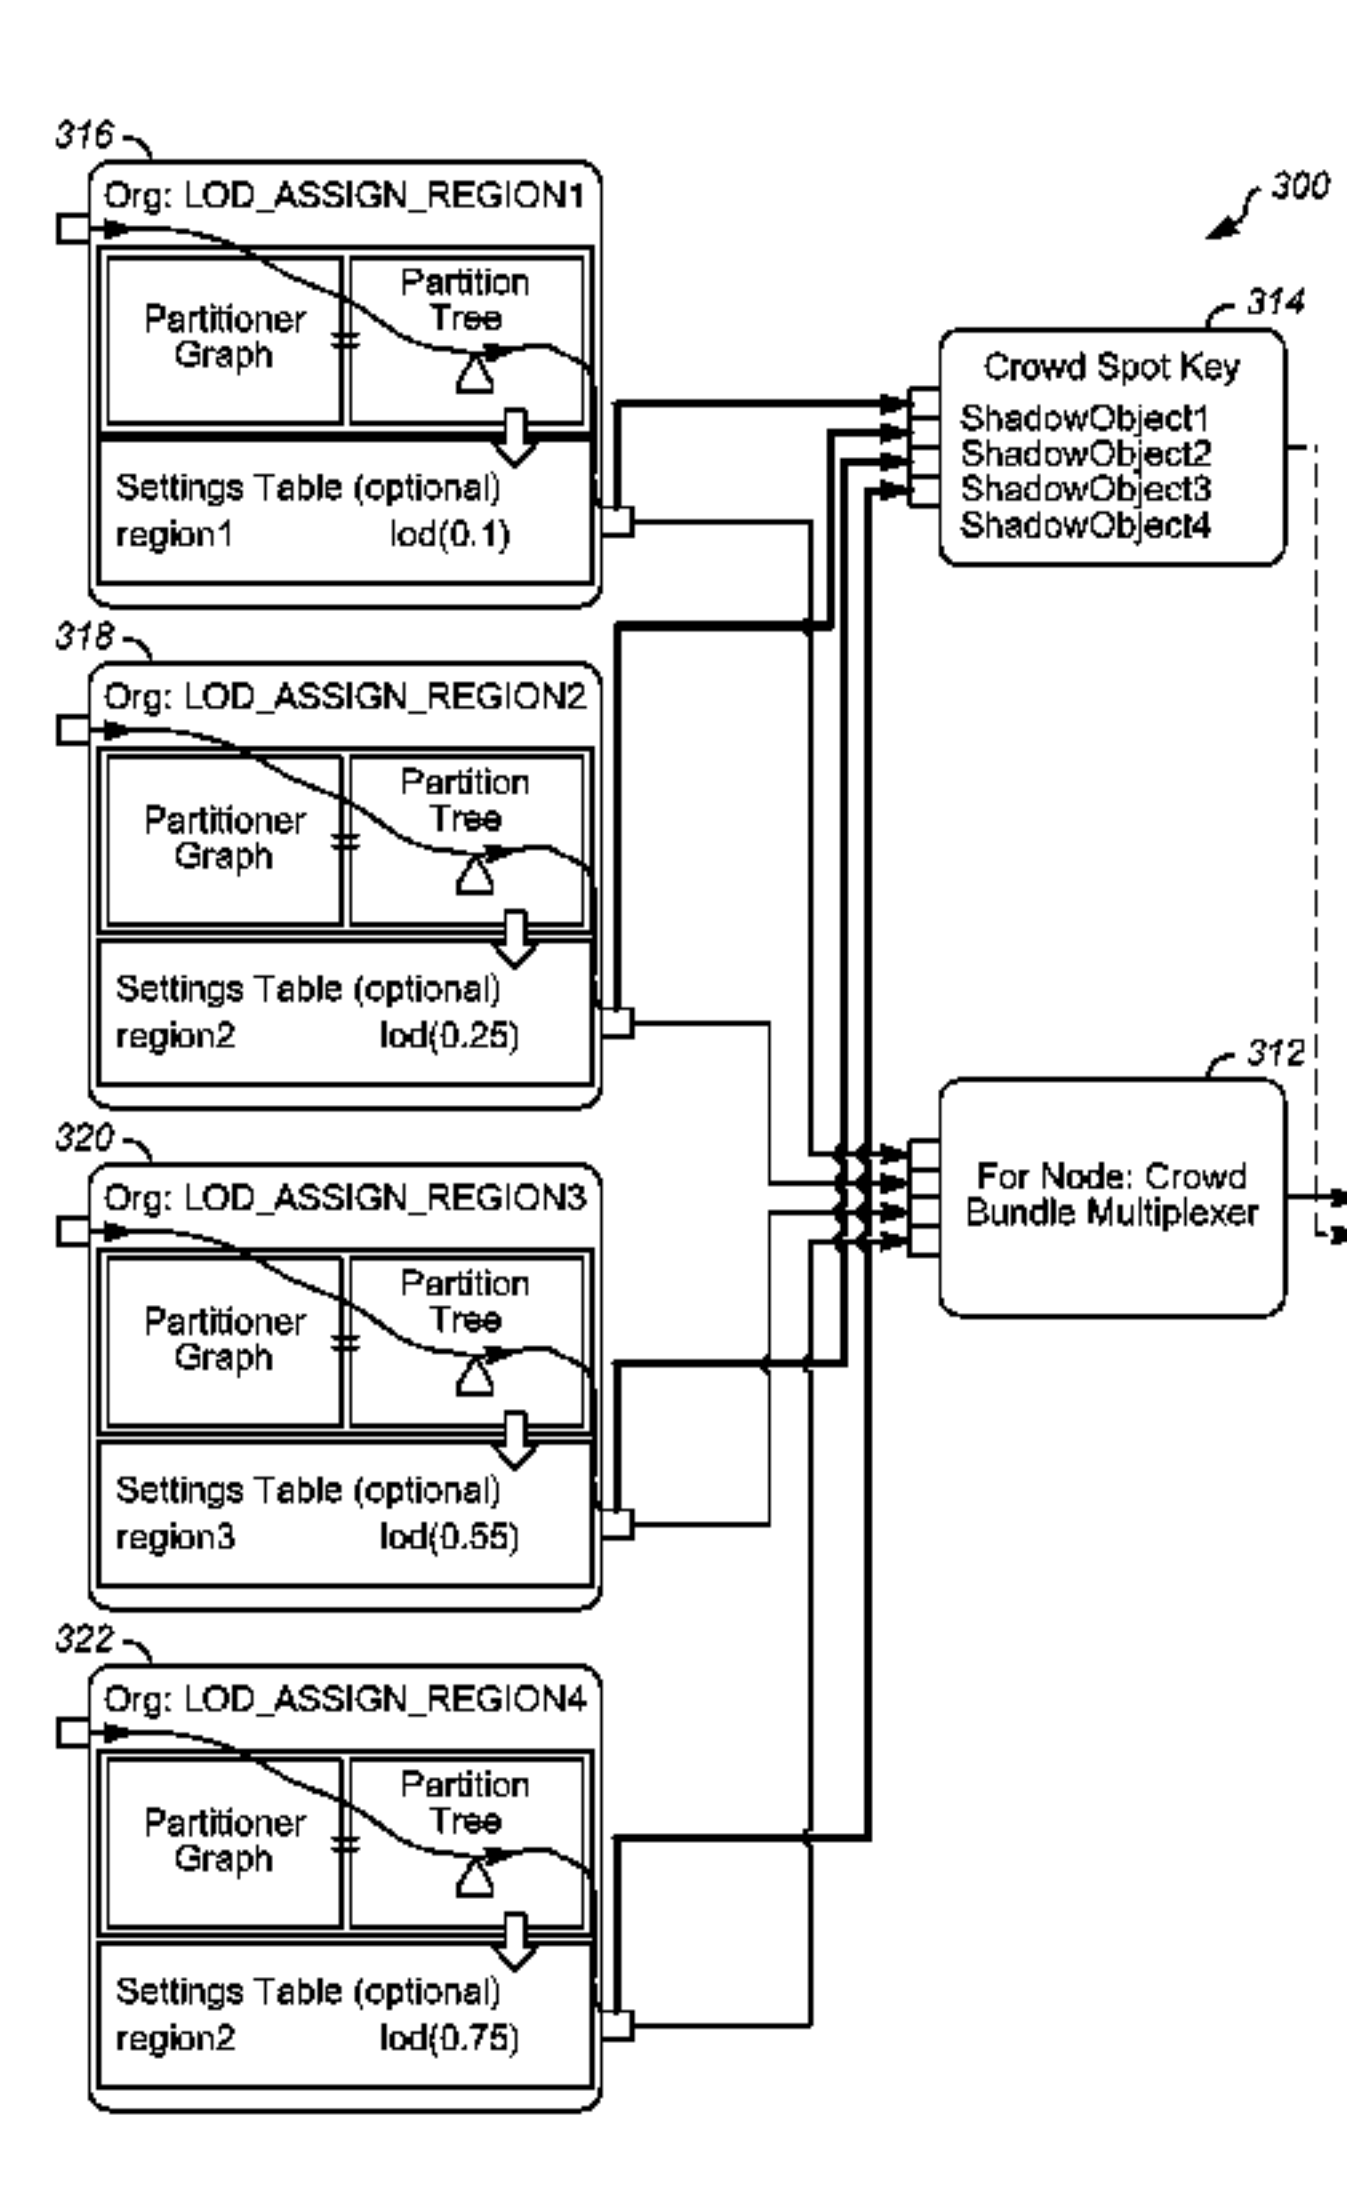 316
Org: LOD_ASSIGN_REGION1
Partitioner
Graph
Partition
Tree
Settings Table (optional)
region1 lod(0.1)
318
Org: LOD_ASSIGN_REGION2
Partitioner
Graph
Partition
Tree
Settings Table (optional)
region2 lod(0.25)
320
Org: LOD_ASSIGN_REGION3
Partitioner
Graph
Partition
Tree
Settings Table (optional)
region3 lod(0.55)
322
Org: LOD_ASSIGN_REGION4
Partitioner
Graph
Partition
Tree
Settings Table (optional)
region2 lod(0.75)
300
314
Crowd Spot Key
ShadowObject1
ShadowObject2
ShadowObject3
ShadowObject4
312
For Node: Crowd
Bundle Multiplexer